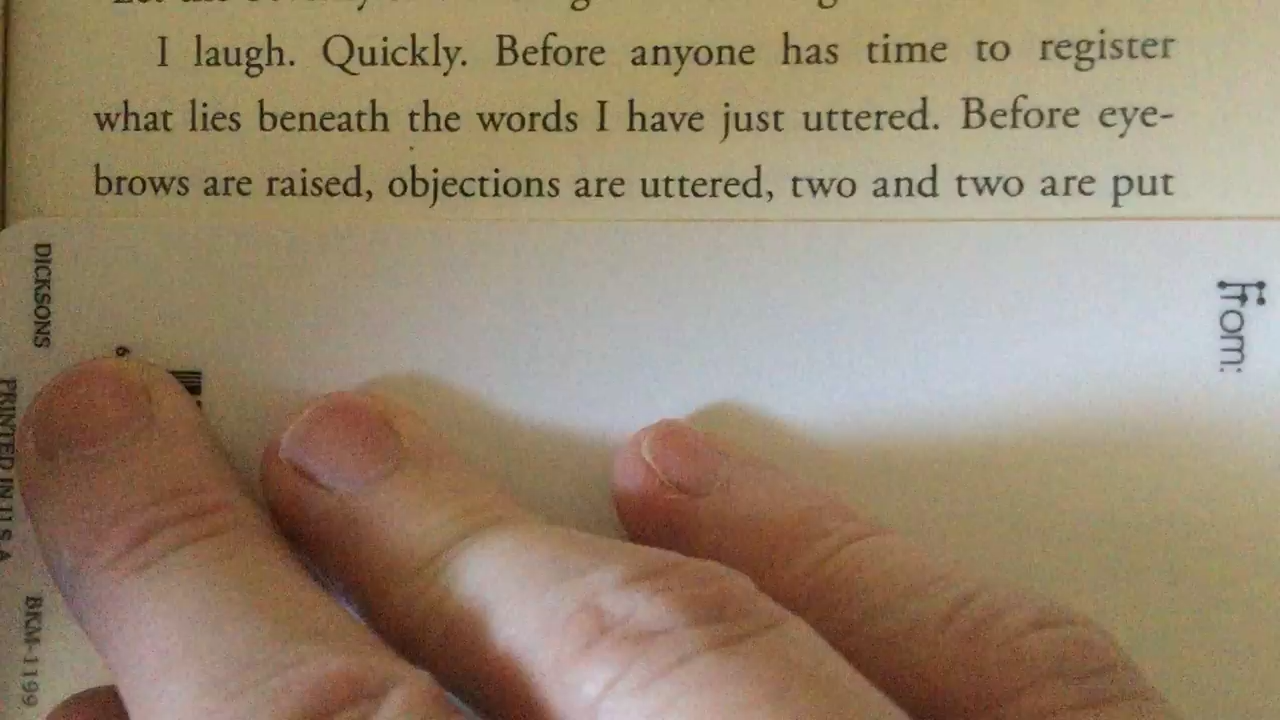 I laugh. Quickly. Before anyone has time to register
what lies beneath the words I have just uttered. Before eye-
brows are raised, objections are uttered, two and two are put
From:
DICKSONS
6
PRINTED IN U.S.A
BKM-1199